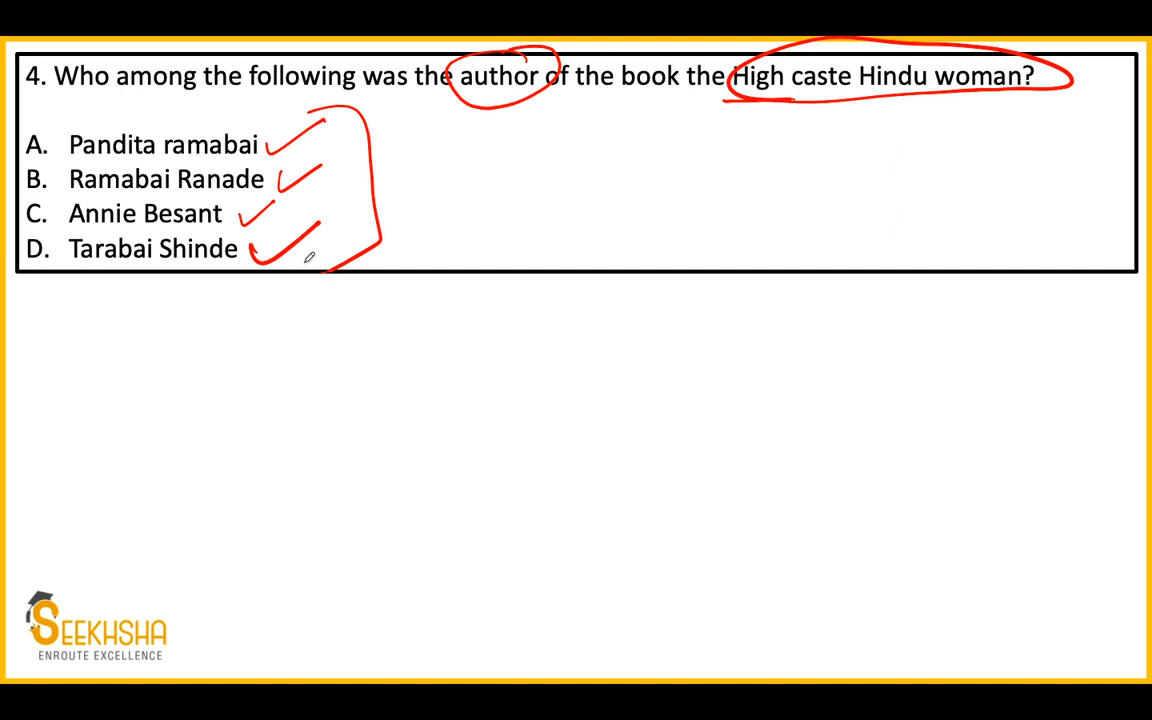 4. Who among the following was the author of the book the High caste Hindu woman?
A. Pandita ramabai
B. Ramabai Ranade
C. Annie Besant
D. Tarabai Shinde
SEEKHSHA
ENROUTE EXCELLENCE